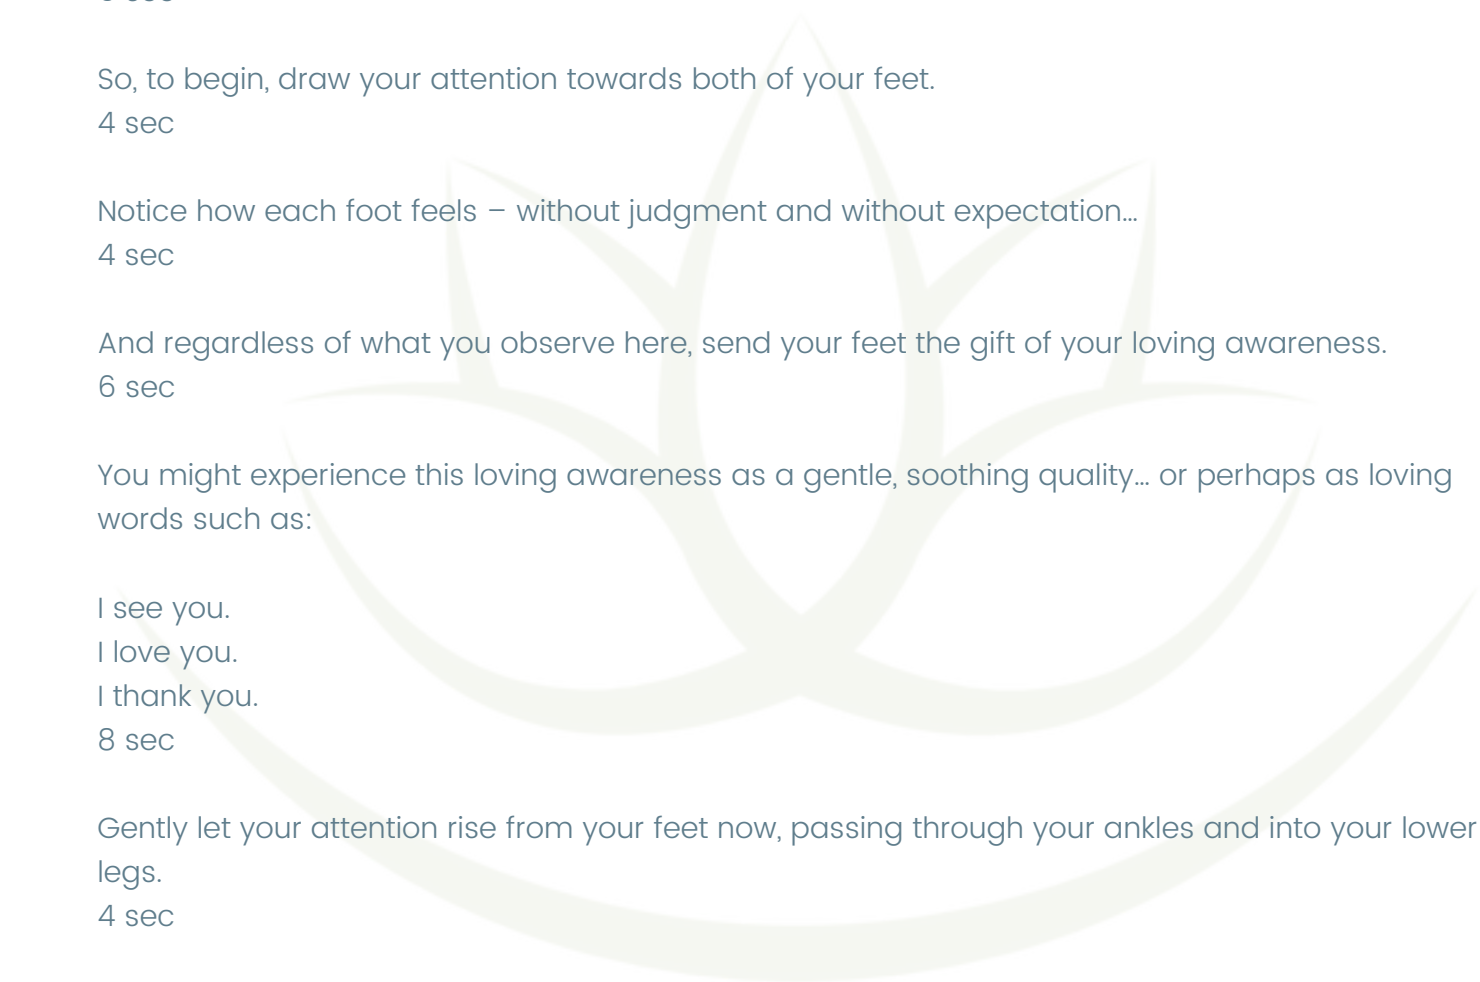 So, to begin, draw your attention towards both of your feet.
4 sec
Notice how each foot feels – without judgment and without expectation…
4 sec
And regardless of what you observe here, send your feet the gift of your loving awareness.
6 sec
You might experience this loving awareness as a gentle, soothing quality… or perhaps as loving
words such as:
I see you.
I love you.
I thank you.
8 sec
Gently let your attention rise from your feet now, passing through your ankles and into your lower
legs.
4 sec